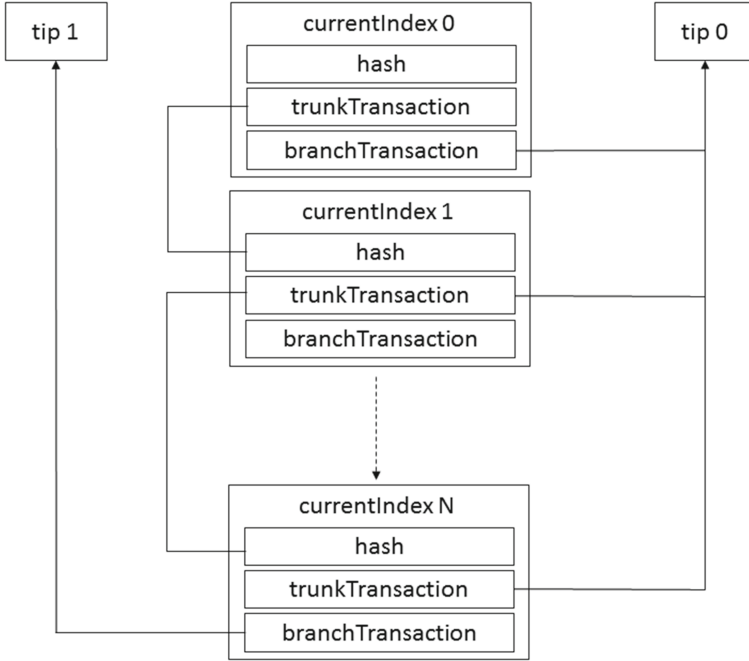 tip 1
currentIndex 0
tip 0
hash
trunkTransaction
branchTransaction
currentIndex 1
hash
trunkTransaction
branchTransaction
currentIndex N
hash
trunkTransaction
branchTransaction